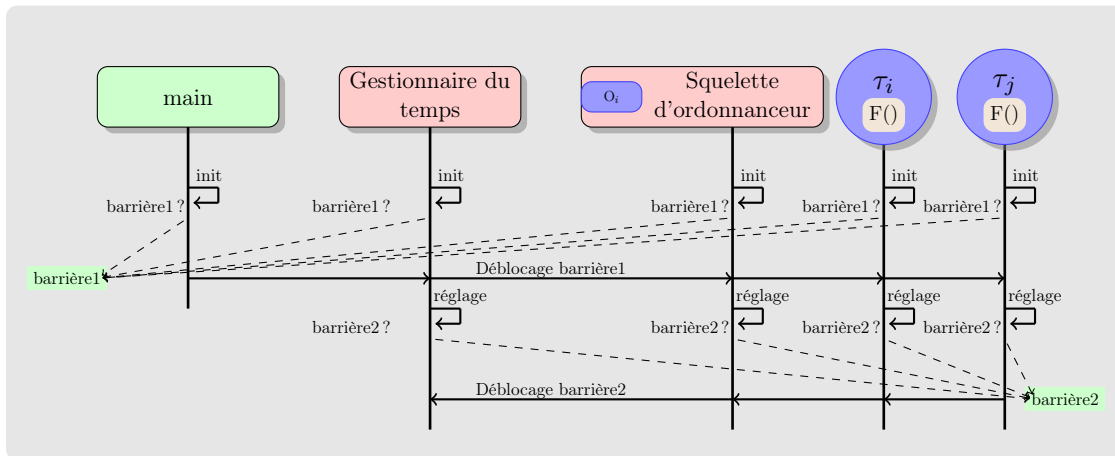 main
Gestionnaire du
temps
Oᵢ
Squelette
d'ordonnanceur
τᵢ
F()
τⱼ
F()
init
init
init
init
init
barrière1 ?
barrière1 ?
barrière1 ?
barrière1 ?
barrière1 ?
barrière1
Déblocage barrière1
réglage
réglage
réglage
réglage
barrière2 ?
barrière2 ?
barrière2 ?
barrière2 ?
Déblocage barrière2
barrière2